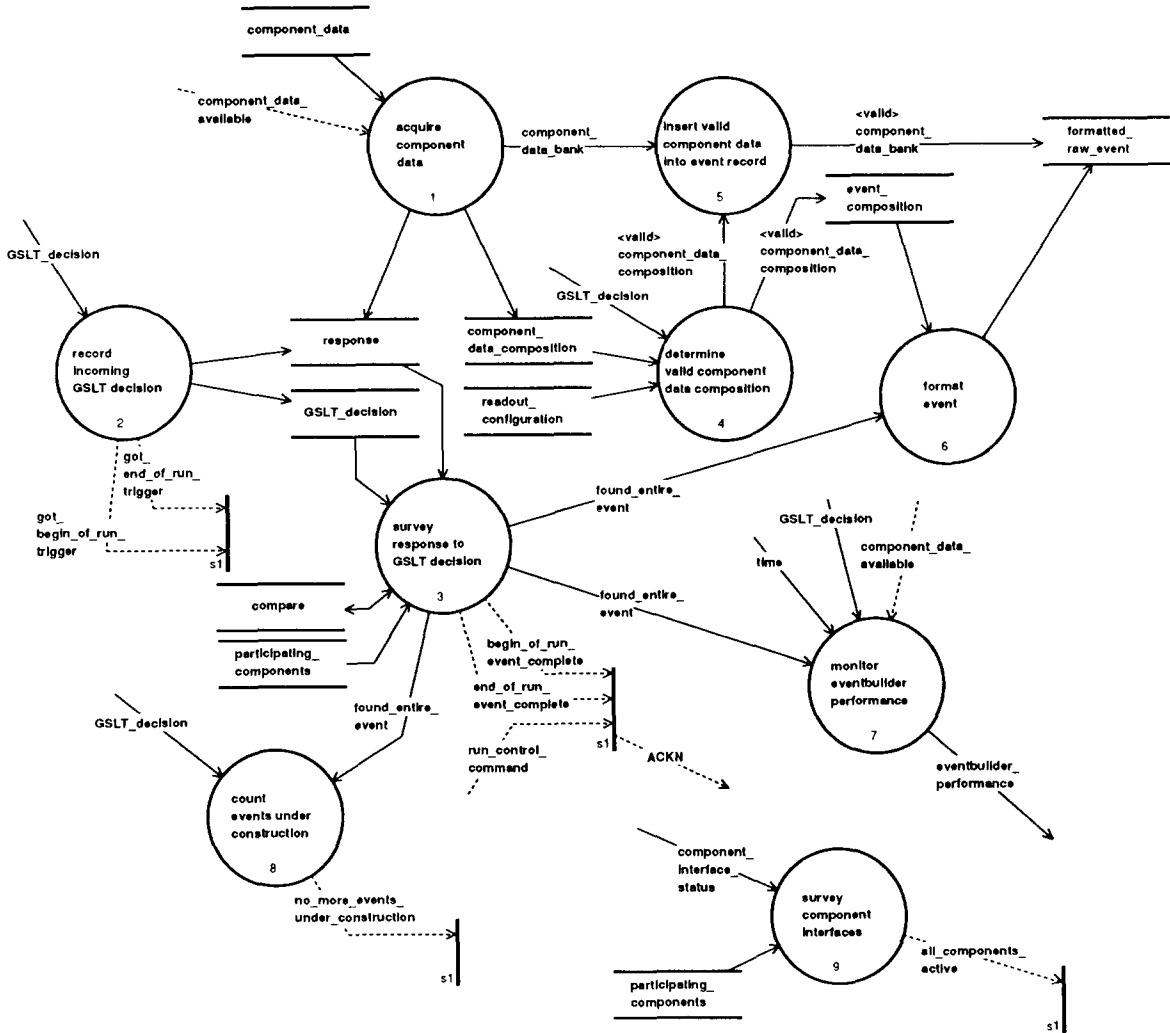 component_data
component_data_
available
acquire
component
data
1
component_
data_bank
insert valid
component data
into event record
5
<valid>
component_
data_bank
formatted_
raw_event
event_
composition
GSLT_decision
<valid>
component_data_
composition
<valid>
component_data_
composition
GSLT_decision
record
incoming
GSLT decision
2
response
GSLT_decision
component_
data_composition
readout_
configuration
determine
valid component
data composition
4
format
event
6
got_
end_of_run_
trigger
got_
begin_of_run_
trigger
s1
survey
response to
GSLT decision
3
found_entire_
event
found_entire_
event
GSLT_decision
time
component_data_
available
monitor
eventbuilder
performance
7
eventbuilder_
performance
compare
participating_
components
begin_of_run_
event_complete
end_of_run_
event_complete
run_control_
command
s1
ACKN
GSLT_decision
found_entire_
event
count
events under
construction
8
no_more_events_
under_construction
s1
component_
interface_
status
survey
component
interfaces
9
participating_
components
all_components_
active
s1